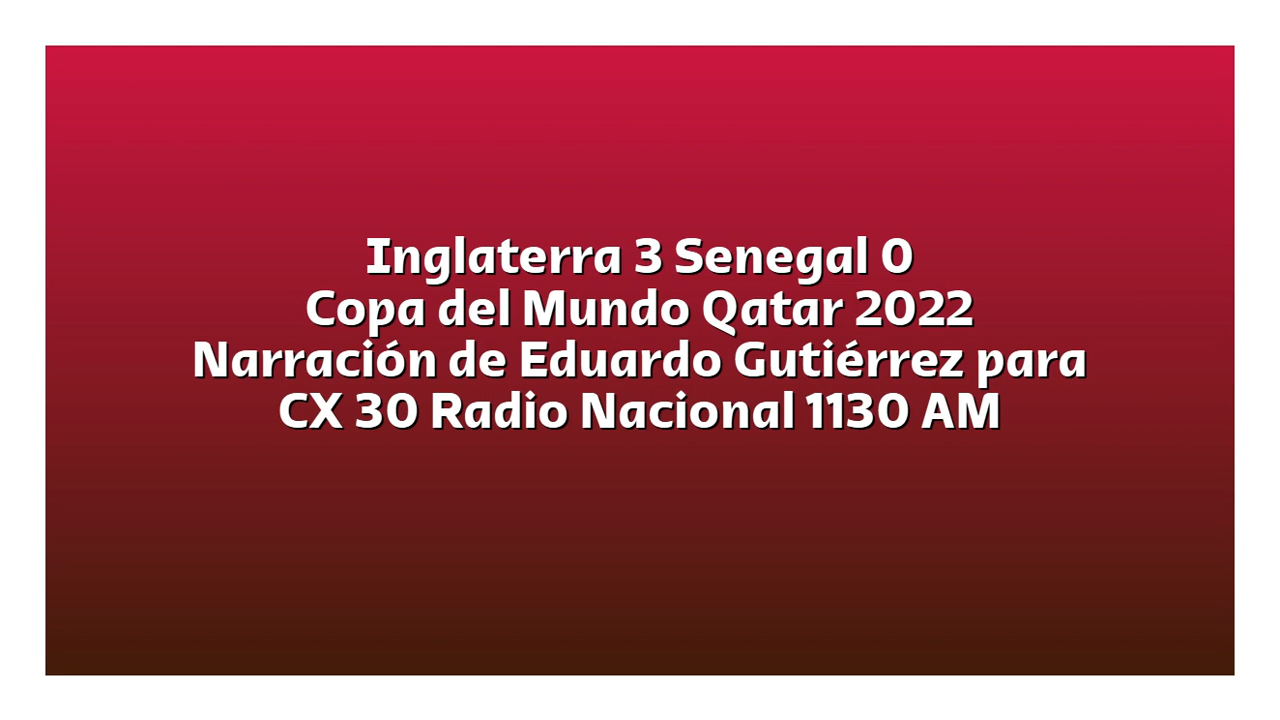 Inglaterra 3 Senegal 0
Copa del Mundo Qatar 2022
Narración de Eduardo Gutiérrez para
CX 30 Radio Nacional 1130 AM